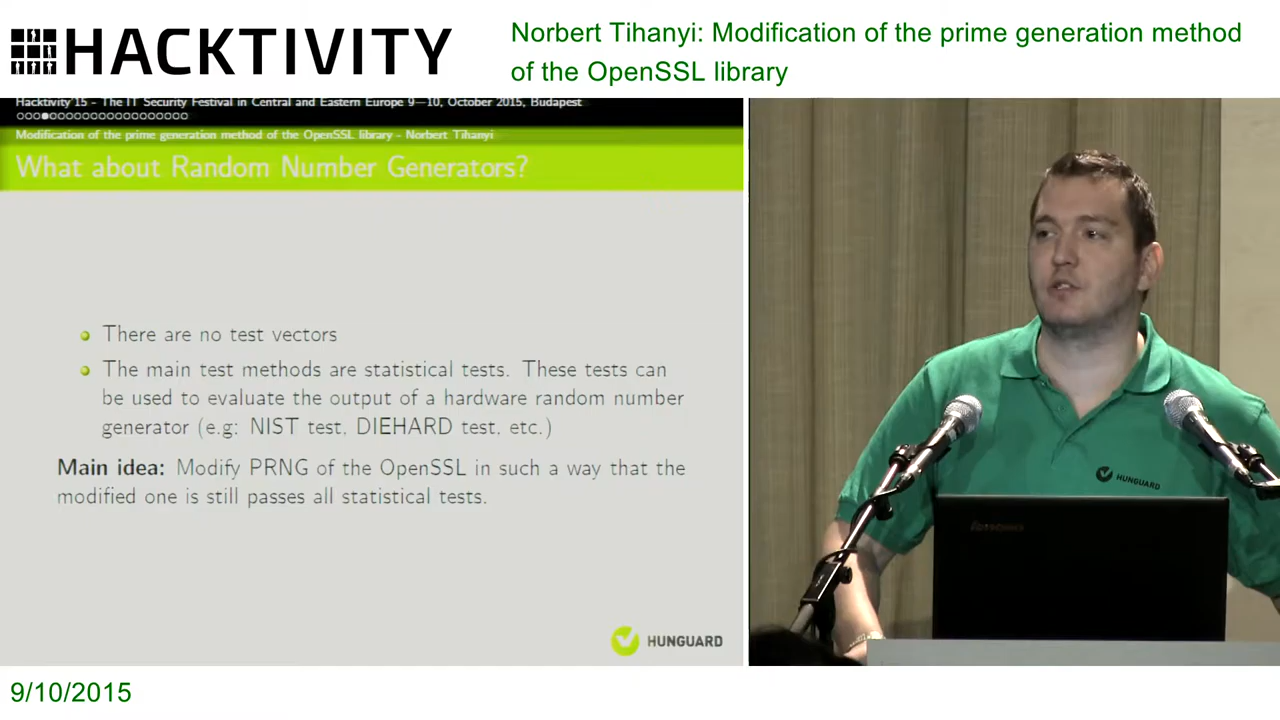 HACKTIVITY
Norbert Tihanyi: Modification of the prime generation method
of the OpenSSL library
Hacktivity'15 - The IT Security Festival in Central and Eastern Europe 9—10, October 2015, Budapest
Modification of the prime generation method of the OpenSSL library - Norbert Tihanyi
What about Random Number Generators?
There are no test vectors
The main test methods are statistical tests. These tests can
be used to evaluate the output of a hardware random number
generator (e.g: NIST test, DIEHARD test, etc.)
Main idea: Modify PRNG of the OpenSSL in such a way that the
modified one is still passes all statistical tests.
HUNGUARD
HUNGUARD
9/10/2015